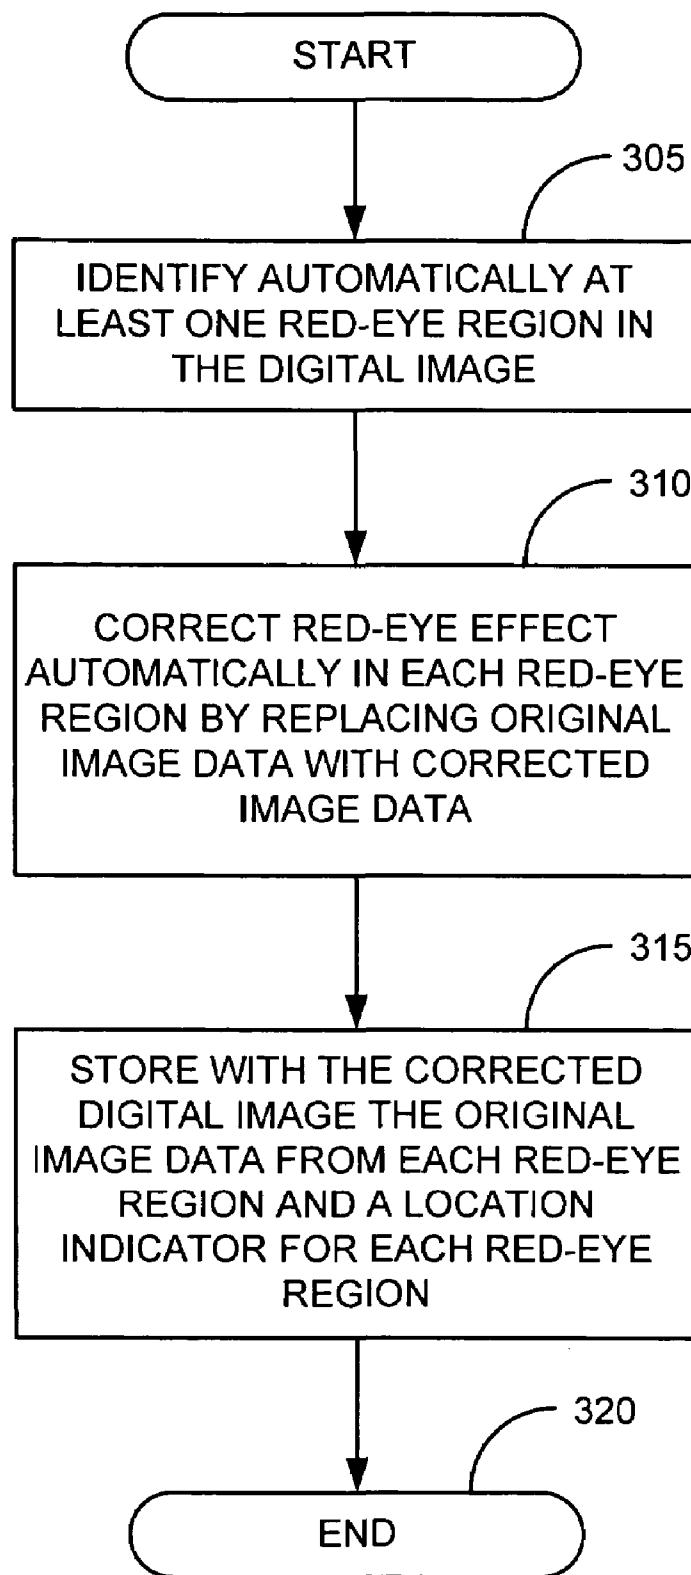 START
305
IDENTIFY AUTOMATICALLY AT
LEAST ONE RED-EYE REGION IN
THE DIGITAL IMAGE
310
CORRECT RED-EYE EFFECT
AUTOMATICALLY IN EACH RED-EYE
REGION BY REPLACING ORIGINAL
IMAGE DATA WITH CORRECTED
IMAGE DATA
315
STORE WITH THE CORRECTED
DIGITAL IMAGE THE ORIGINAL
IMAGE DATA FROM EACH RED-EYE
REGION AND A LOCATION
INDICATOR FOR EACH RED-EYE
REGION
320
END